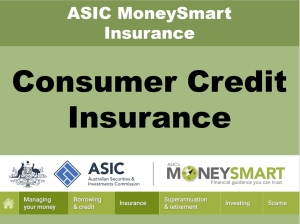 ASIC MoneySmart
Insurance
Consumer Credit
Insurance
ASIC
Australian Securities &
Investments Commission
ASIC's
MONEYSMART
Financial guidance you can trust
Managing
your money
Borrowing
& credit
Insurance
Superannuation
& retirement
Investing
Scams